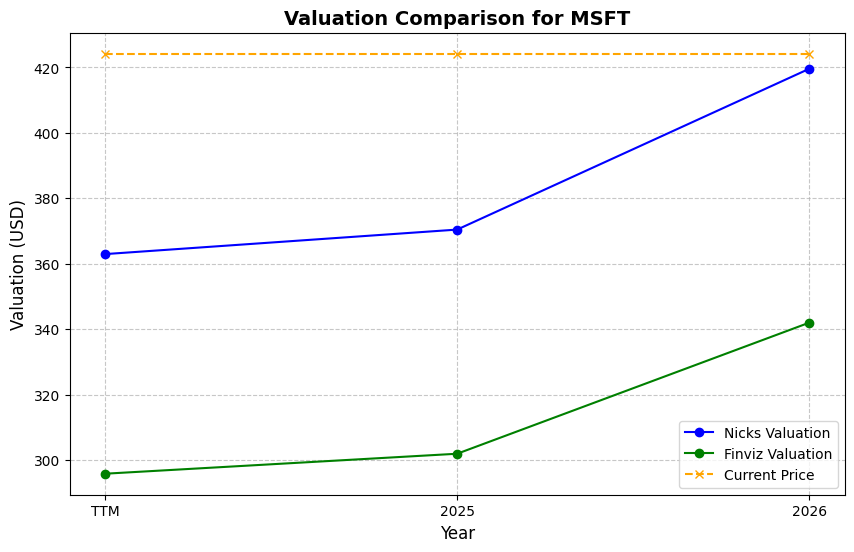 Valuation Comparison for MSFT
Valuation (USD)
420
400
380
360
340
320
300
TTM
2025
2026
Year
Nicks Valuation
Finviz Valuation
Current Price